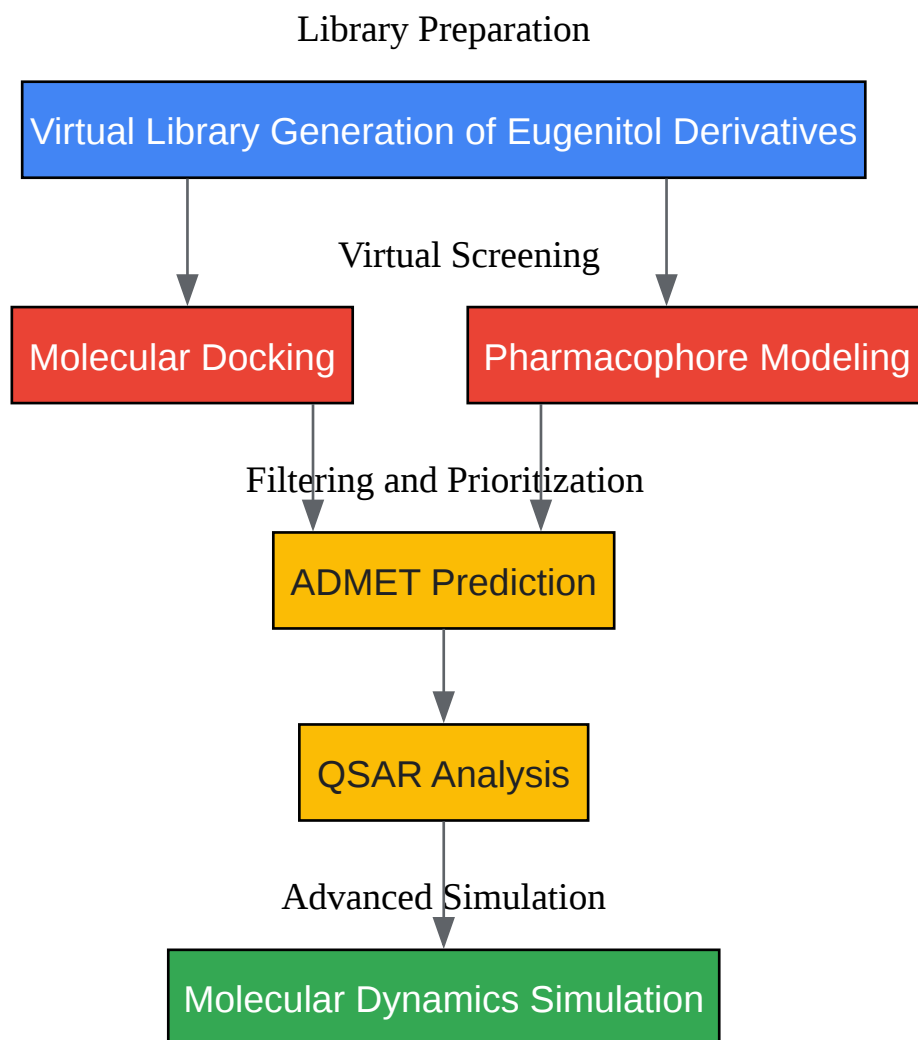 Library Preparation
Virtual Library Generation of Eugenitol Derivatives
Virtual Screening
Molecular Docking
Pharmacophore Modeling
Filtering and Prioritization
ADMET Prediction
QSAR Analysis
Advanced Simulation
Molecular Dynamics Simulation